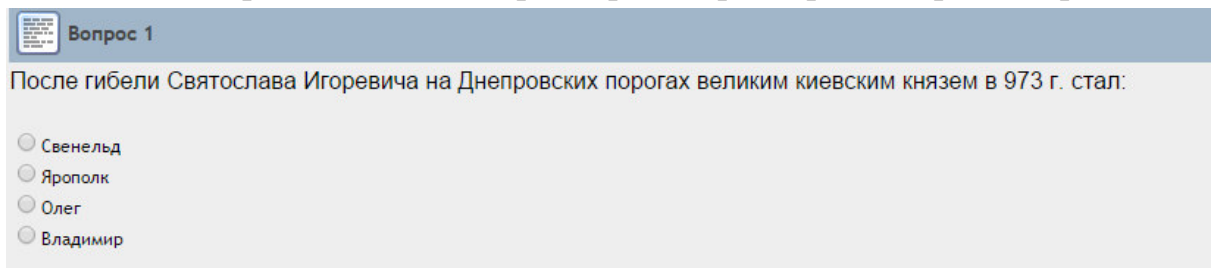 Вопрос 1
После гибели Святослава Игоревича на Днепровских порогах великим киевским князем в 973 г. стал:
Свенельд
Ярополк
Олег
Владимир